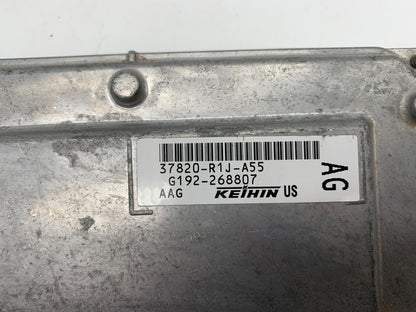 37820-R1J-A55
G192-268807
AAG KEIHIN US
AG